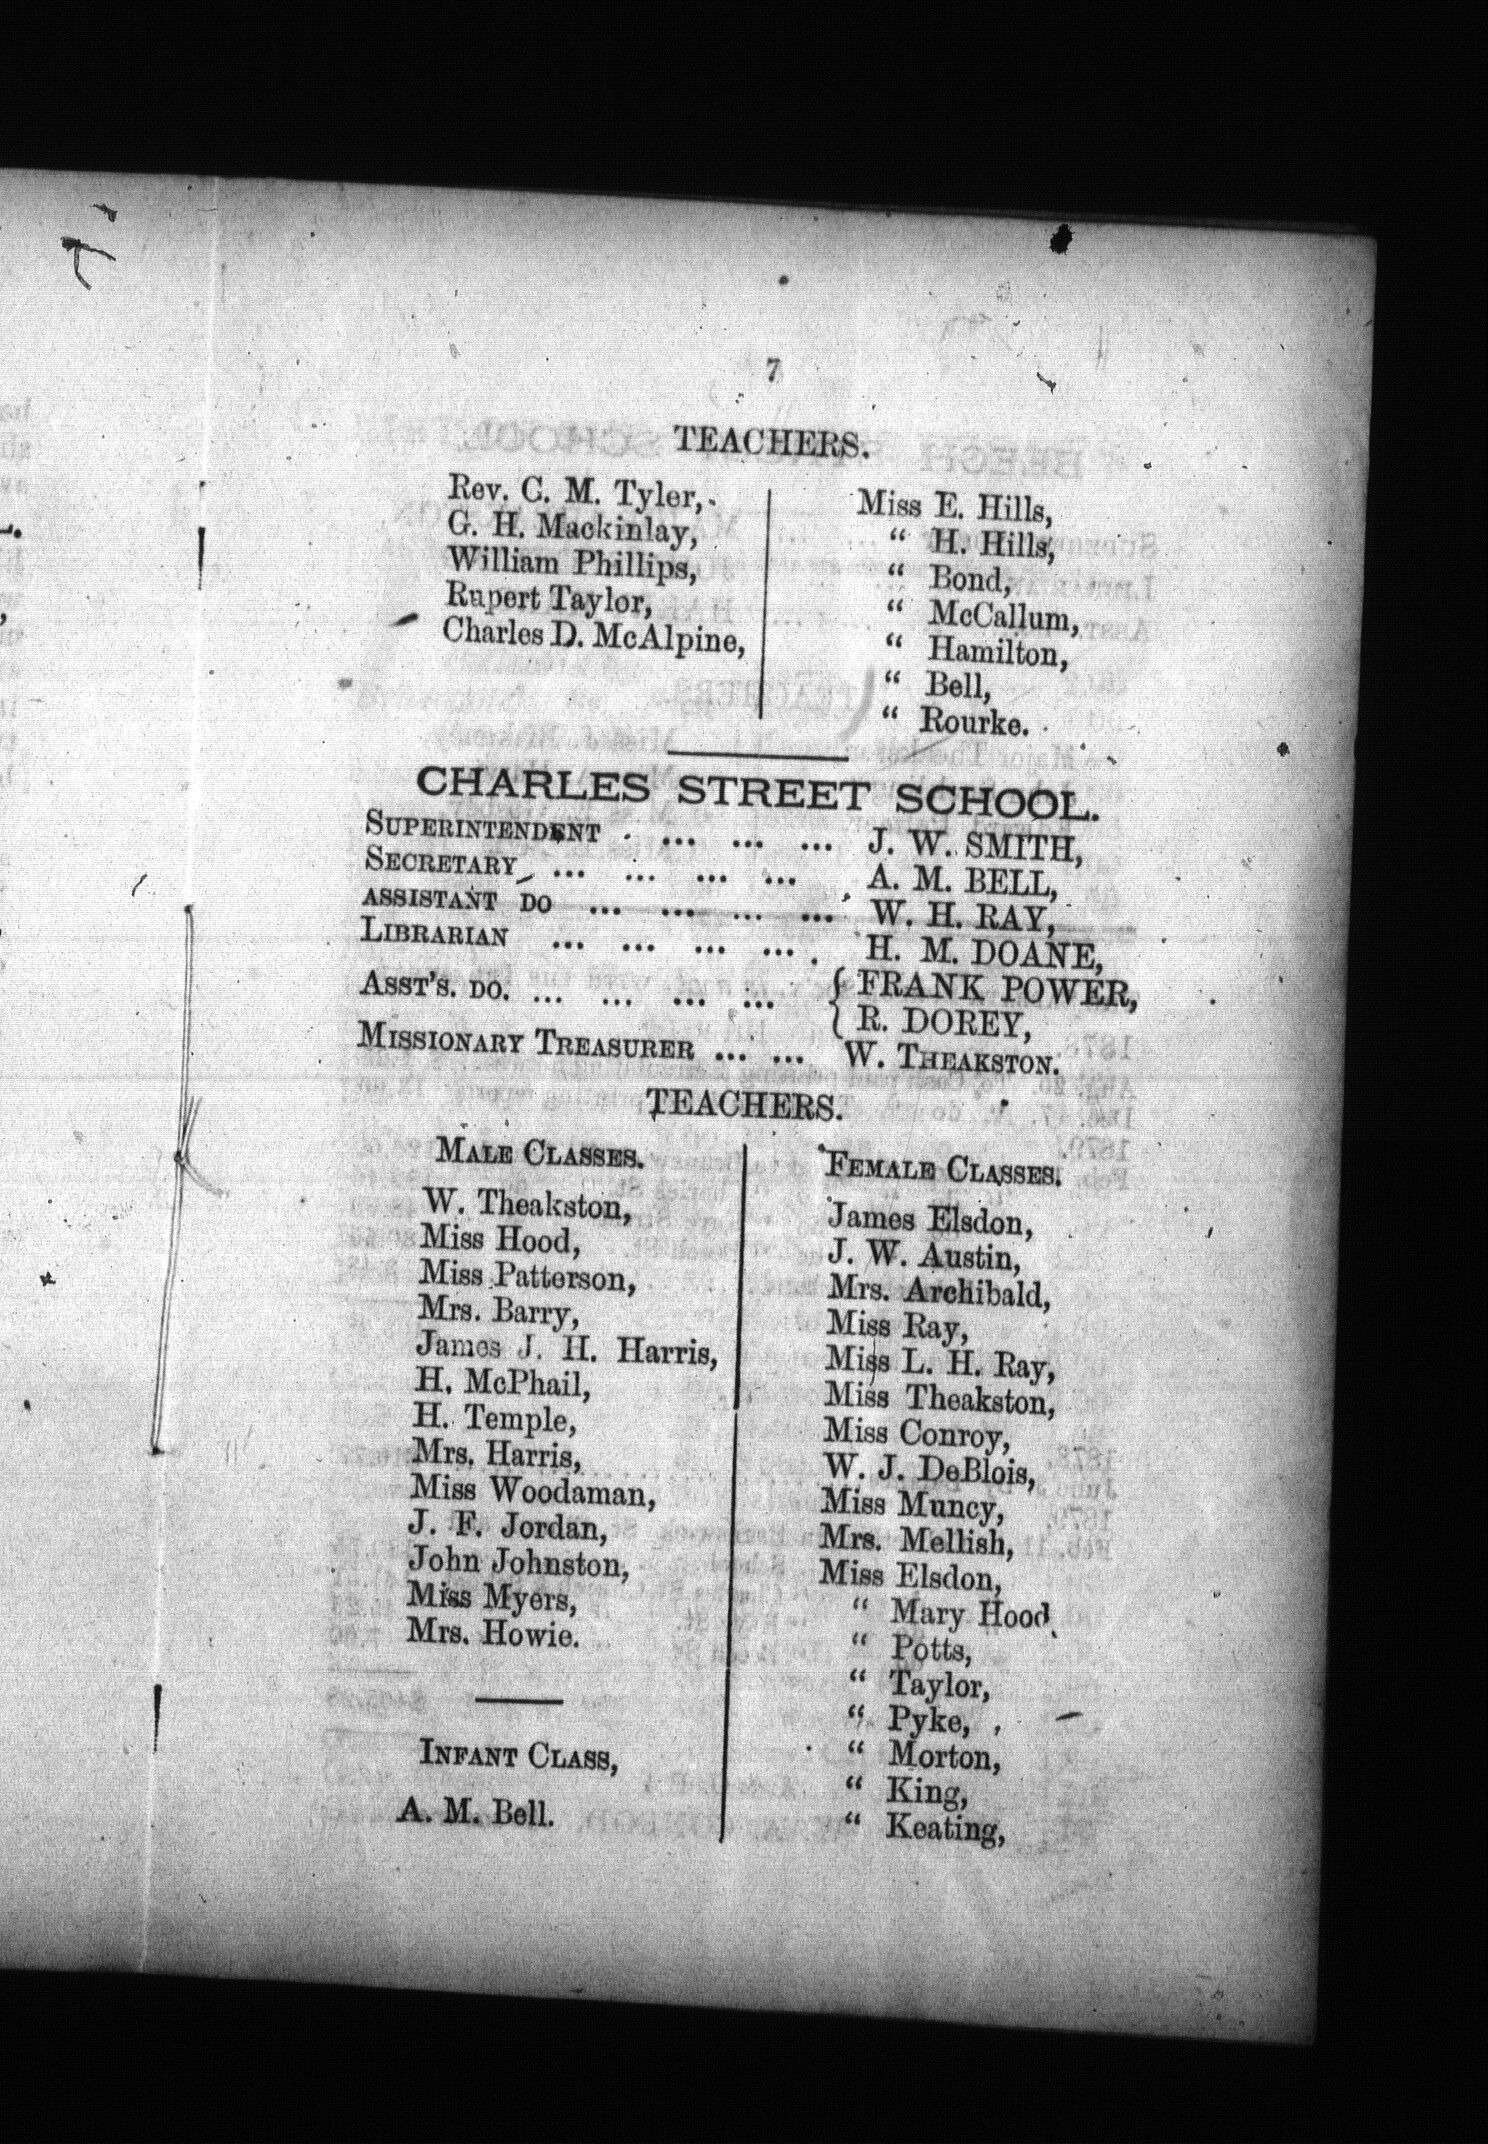 7
TEACHERS.
Rev. C. M. Tyler,
G. H. Mackinlay,
William Phillips,
Rupert Taylor,
Charles D. McAlpine,
Miss E. Hills,
“ H. Hills,
“ Bond,
“ McCallum,
“ Hamilton,
“ Bell,
“ Rourke.
CHARLES STREET SCHOOL.
SUPERINTENDENT ... ... ... J. W. SMITH,
SECRETARY ... ... ... ... A. M. BELL,
ASSISTANT DO ... ... ... ... W. H. RAY,
LIBRARIAN ... ... ... ... H. M. DOANE,
ASST'S. DO. ... ... ... ... { FRANK POWER,
R. DOREY,
MISSIONARY TREASURER ... ... W. THEAKSTON.
TEACHERS.
MALE CLASSES.
W. Theakston,
Miss Hood,
Miss Patterson,
Mrs. Barry,
James J. H. Harris,
H. McPhail,
H. Temple,
Mrs. Harris,
Miss Woodaman,
J. F. Jordan,
John Johnston,
Miss Myers,
Mrs. Howie.
INFANT CLASS,
A. M. Bell.
FEMALE CLASSES.
James Elsdon,
J. W. Austin,
Mrs. Archibald,
Miss Ray,
Miss L. H. Ray,
Miss Theakston,
Miss Conroy,
W. J. DeBlois,
Miss Muncy,
Mrs. Mellish,
Miss Elsdon,
“ Mary Hood
“ Potts,
“ Taylor,
“ Pyke,
“ Morton,
“ King,
“ Keating,